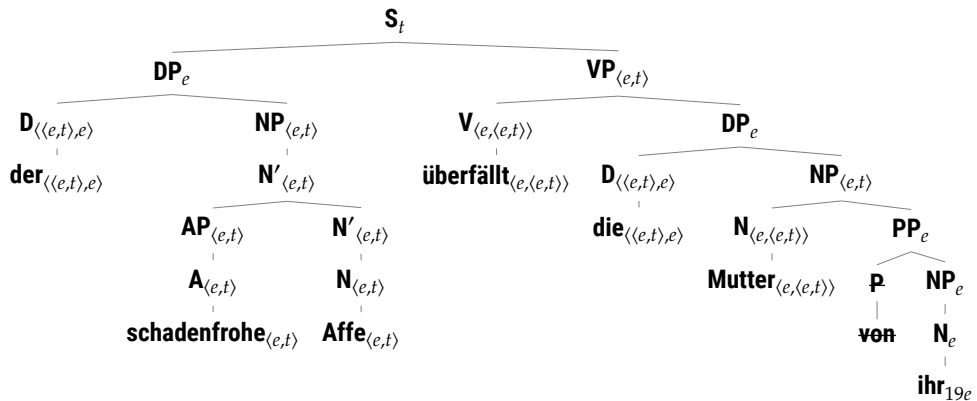 S_t
DP_e VP_⟨e,t⟩
D_⟨⟨e,t⟩,e⟩ NP_⟨e,t⟩ V_⟨e,⟨e,t⟩⟩ DP_e
der_⟨⟨e,t⟩,e⟩ N′_⟨e,t⟩ überfällt_⟨e,⟨e,t⟩⟩ D_⟨⟨e,t⟩,e⟩ NP_⟨e,t⟩
AP_⟨e,t⟩ N′_⟨e,t⟩ die_⟨⟨e,t⟩,e⟩ N_⟨e,⟨e,t⟩⟩ PP_e
A_⟨e,t⟩ N_⟨e,t⟩ Mutter_⟨e,⟨e,t⟩⟩ P NP_e
schadenfrohe_⟨e,t⟩ Affe_⟨e,t⟩ von N_e
ihr_19e